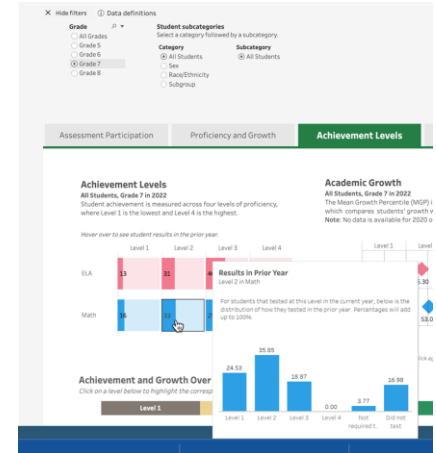 Hide filters
Data definitions
Grade
All Grades
Grade 5
Grade 6
Grade 7
Grade 8
Student subcategories
Select a category followed by a subcategory.
Category
All Students
Sex
Race/Ethnicity
Subgroup
Subcategory
All Students
Assessment Participation
Proficiency and Growth
Achievement Levels
Achievement Levels
All Students, Grade 7 in 2022
Student achievement is measured across four levels of proficiency,
where Level 1 is the lowest and Level 4 is the highest.
Hover over to see student results in the prior year.
Level 1 Level 2 Level 3 Level 4
ELA 13 31
Math 16
Academic Growth
All Students, Grade 7 in 2022
The Mean Growth Percentile (MGP) i
which compares students' growth w
Note: No data is available for 2020 o
Level 1 Level
5.30
53.0
Results in Prior Year
Level 2 in Math
For students that tested at this Level in the current year, below is the
distribution of how they tested in the prior year. Percentages will add
up to 100%.
24.53 35.85 18.87 0.00 3.77 16.98
Level 1 Level 2 Level 3 Level 4 Not
required t.. Did not
test
Achievement and Growth Over
Click on a level below to highlight the corresp
Level 1